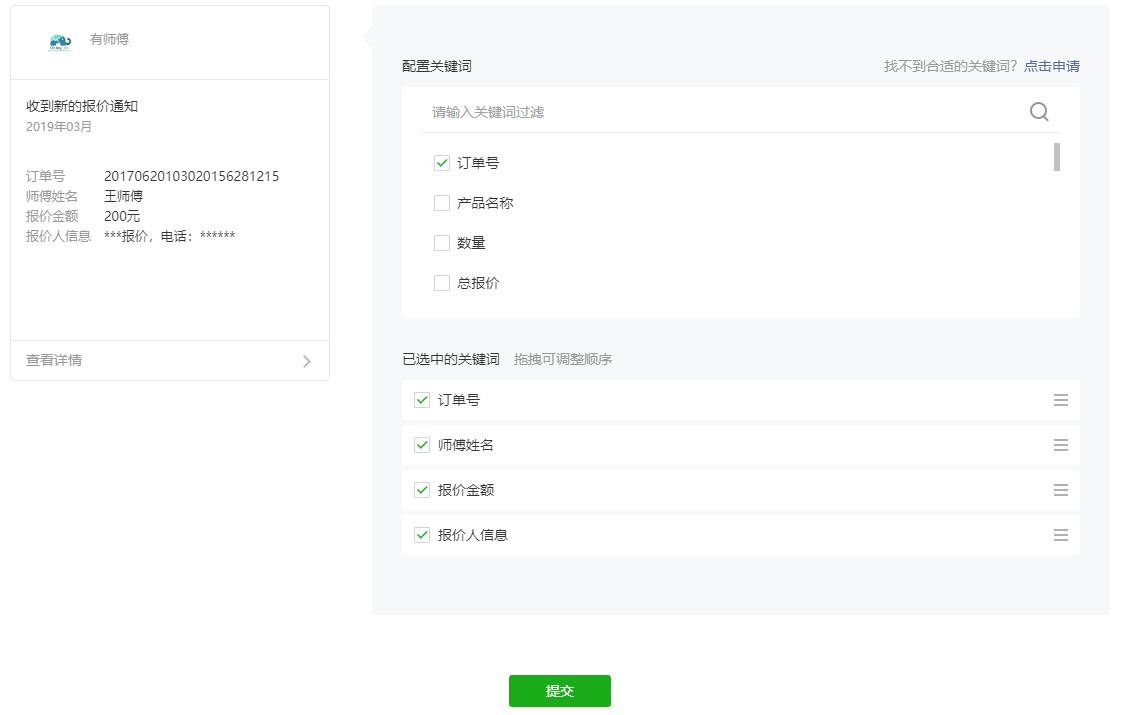 有师傅
收到新的报价通知
2019年03月
订单号 20170620103020156281215
师傅姓名 王师傅
报价金额 200元
报价人信息 ***报价，电话：******
查看详情
配置关键词 找不到合适的关键词？点击申请
请输入关键词过滤
订单号
产品名称
数量
总报价
已选中的关键词 拖拽可调整顺序
订单号
师傅姓名
报价金额
报价人信息
提交